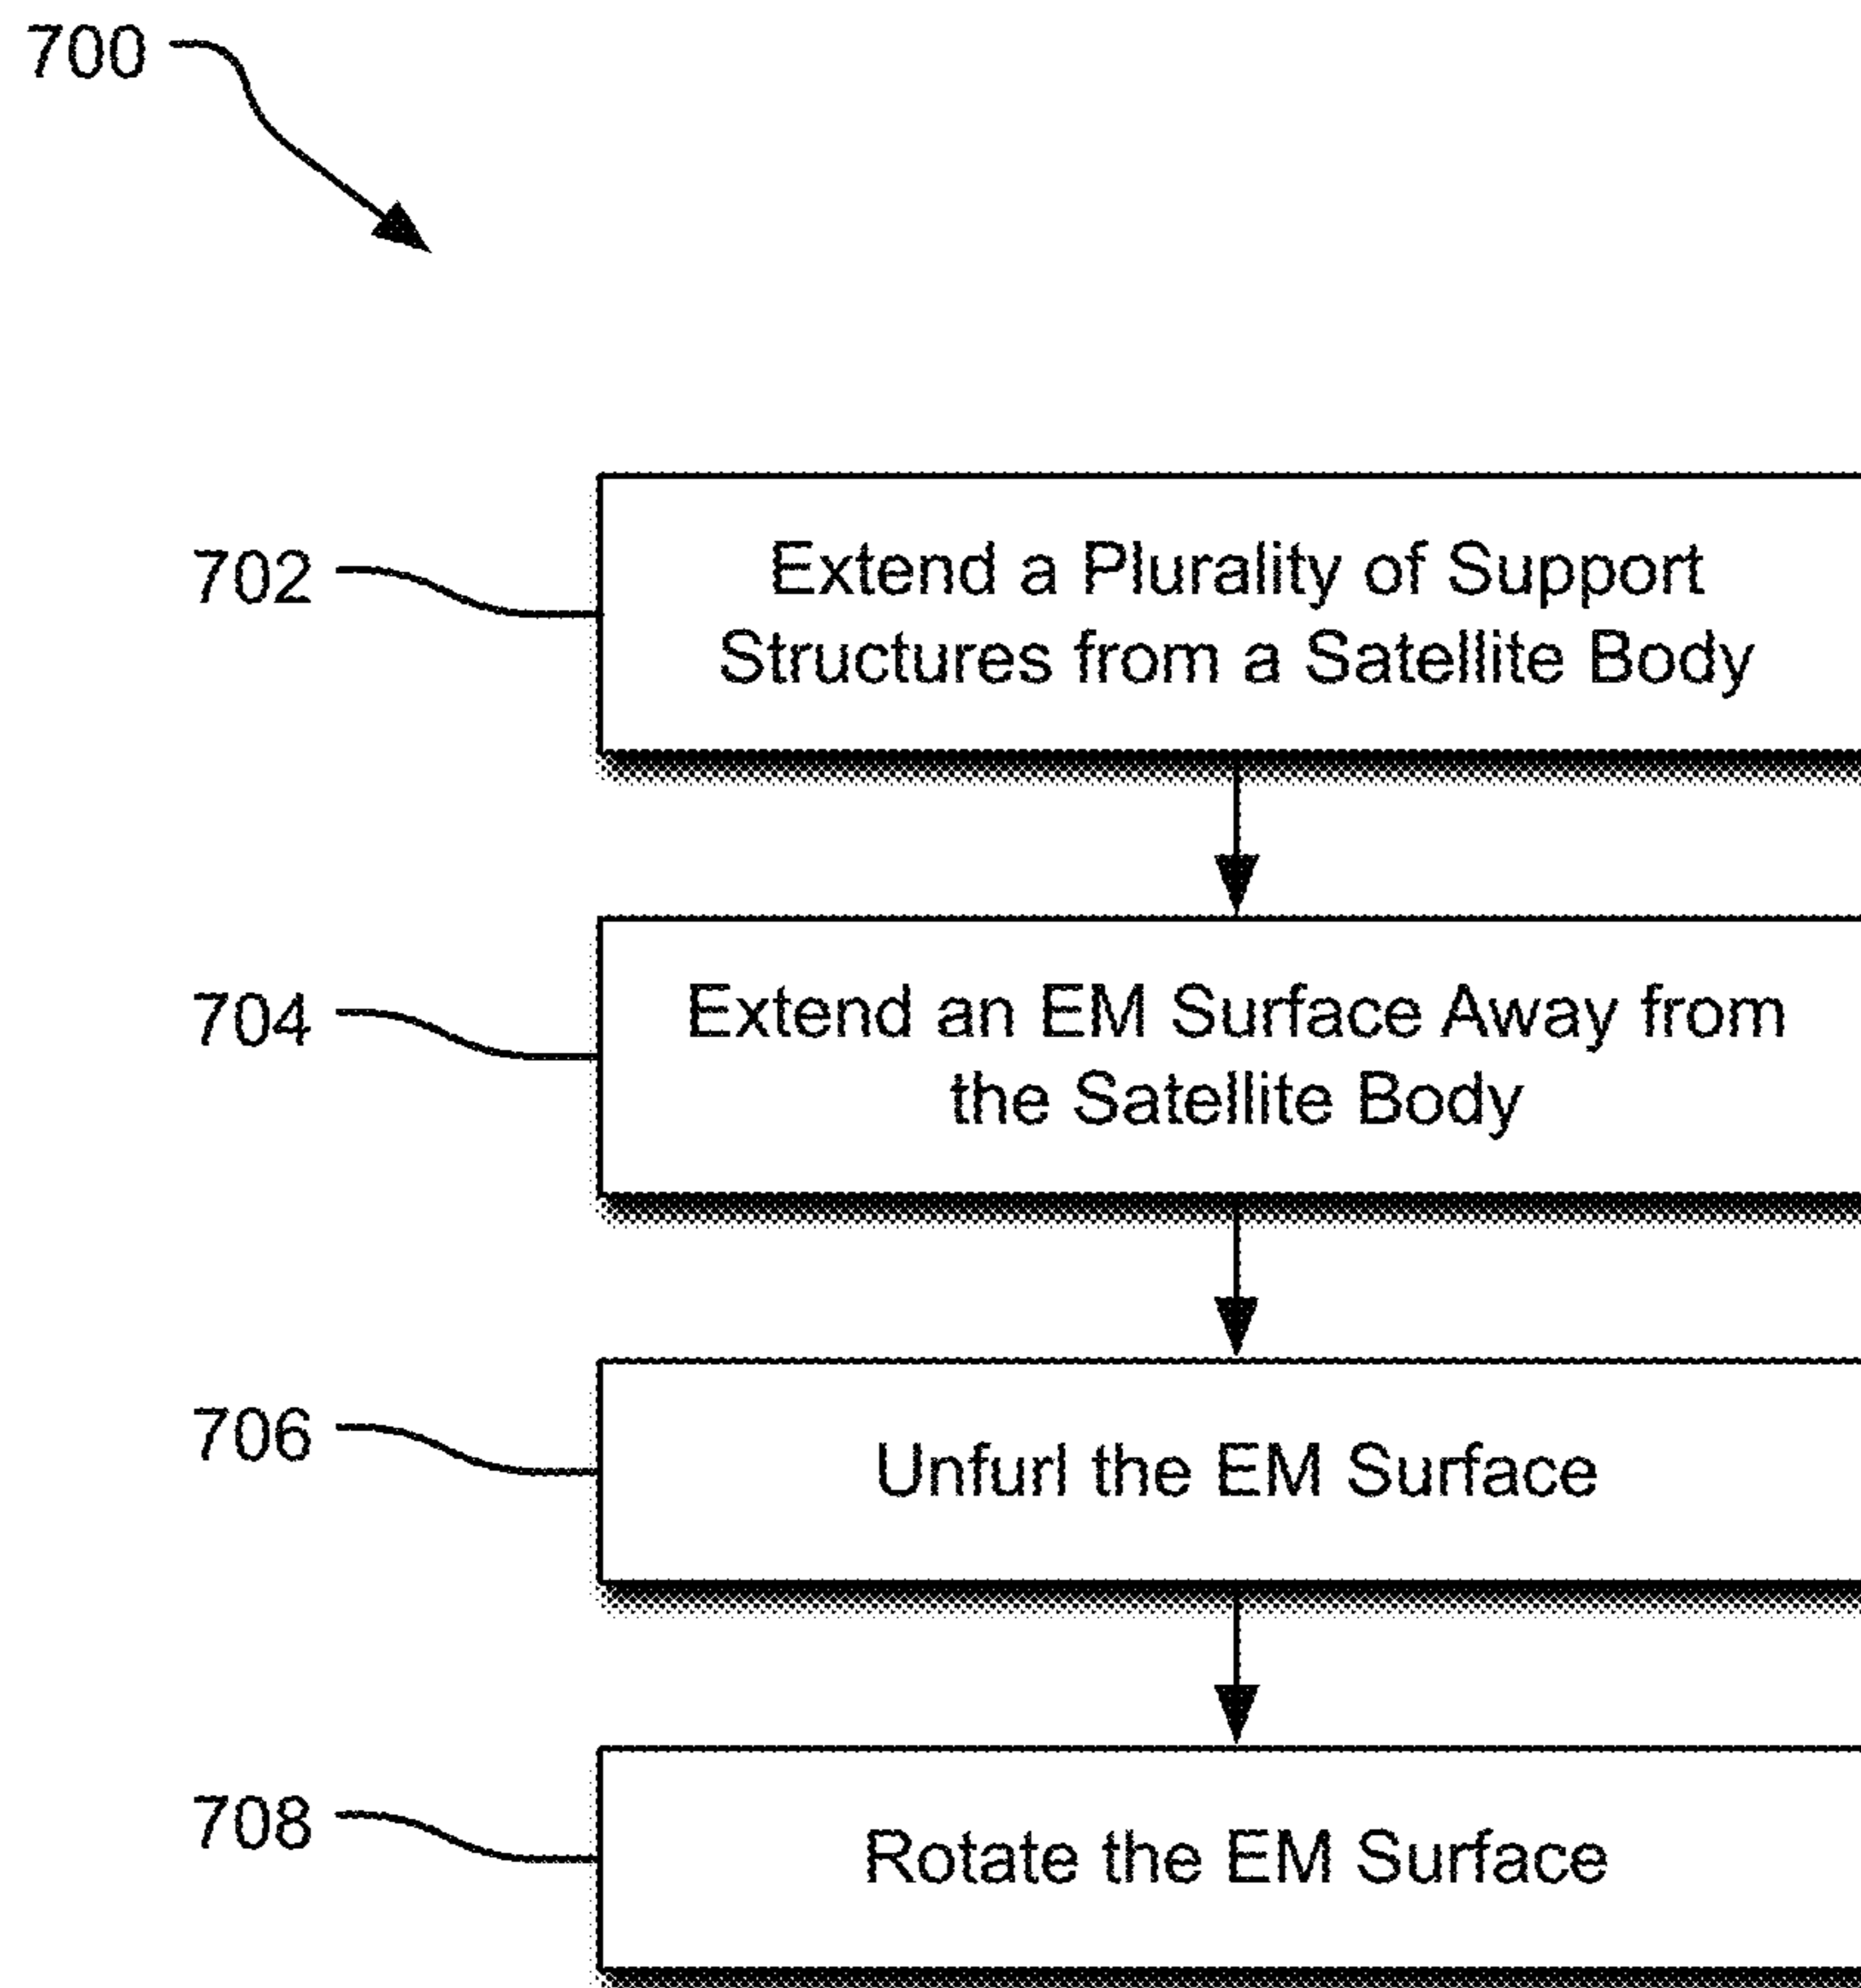 700
702
Extend a Plurality of Support
Structures from a Satellite Body
704
Extend an EM Surface Away from
the Satellite Body
706
Unfurl the EM Surface
708
Rotate the EM Surface